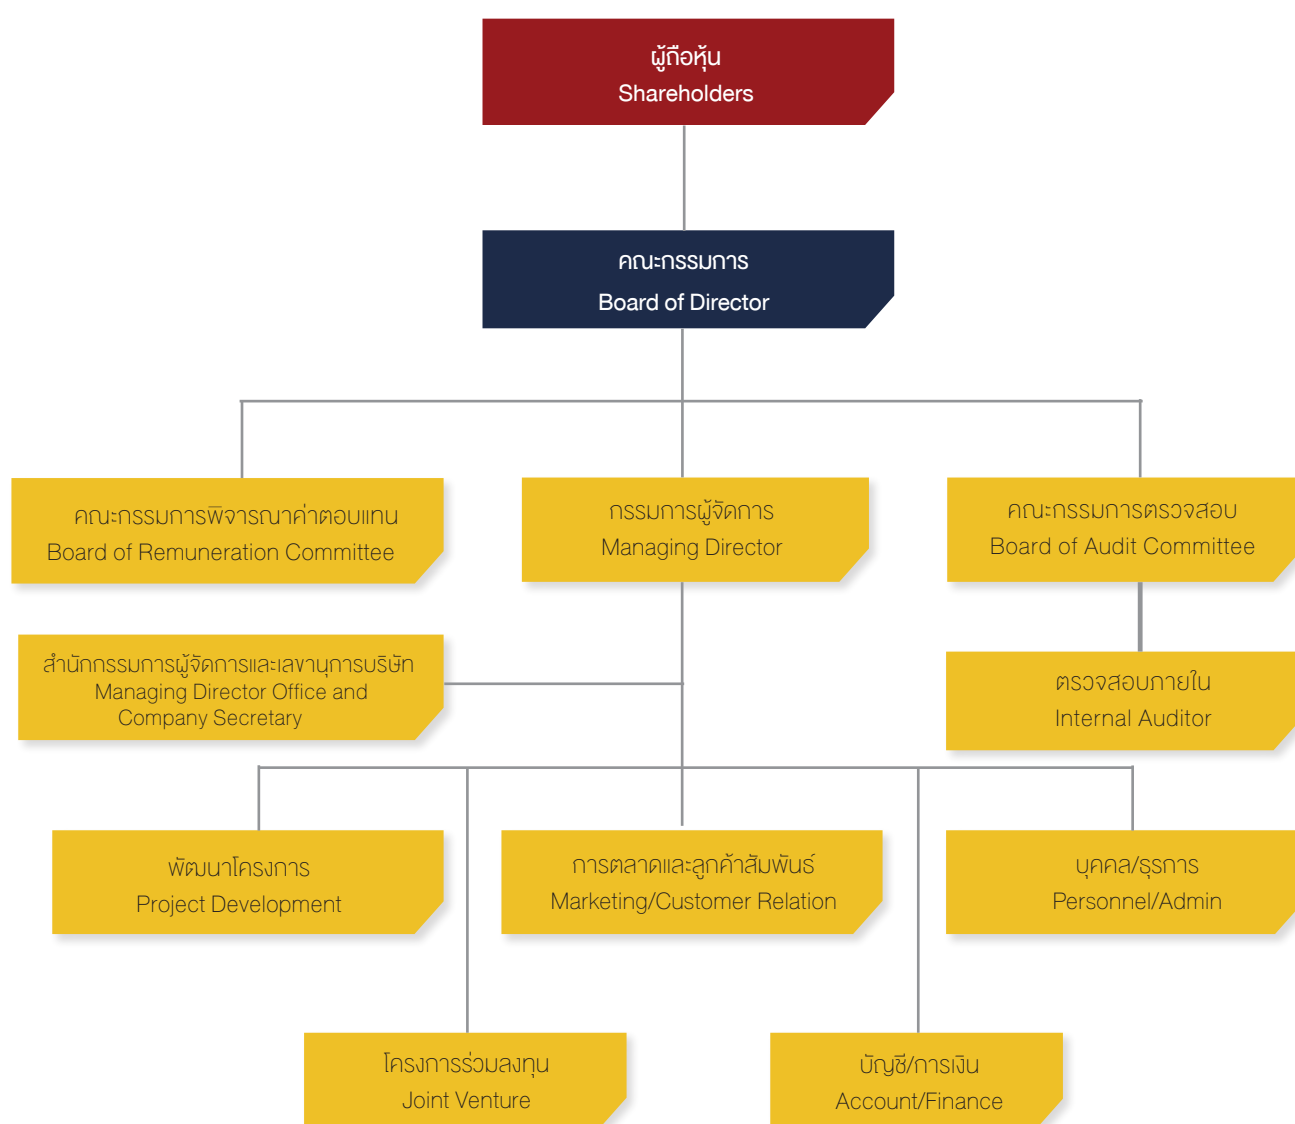 ผู้ถือหุ้น
Shareholders
คณะกรรมการ
Board of Director
คณะกรรมการพิจารณาค่าตอบแทน
Board of Remuneration Committee
กรรมการผู้จัดการ
Managing Director
คณะกรรมการตรวจสอบ
Board of Audit Committee
สำนักกรรมการผู้จัดการและเลขานุการบริษัท
Managing Director Office and
Company Secretary
ตรวจสอบภายใน
Internal Auditor
พัฒนาโครงการ
Project Development
การตลาดและลูกค้าสัมพันธ์
Marketing/Customer Relation
บุคคล/ธุรการ
Personnel/Admin
โครงการร่วมลงทุน
Joint Venture
บัญชี/การเงิน
Account/Finance